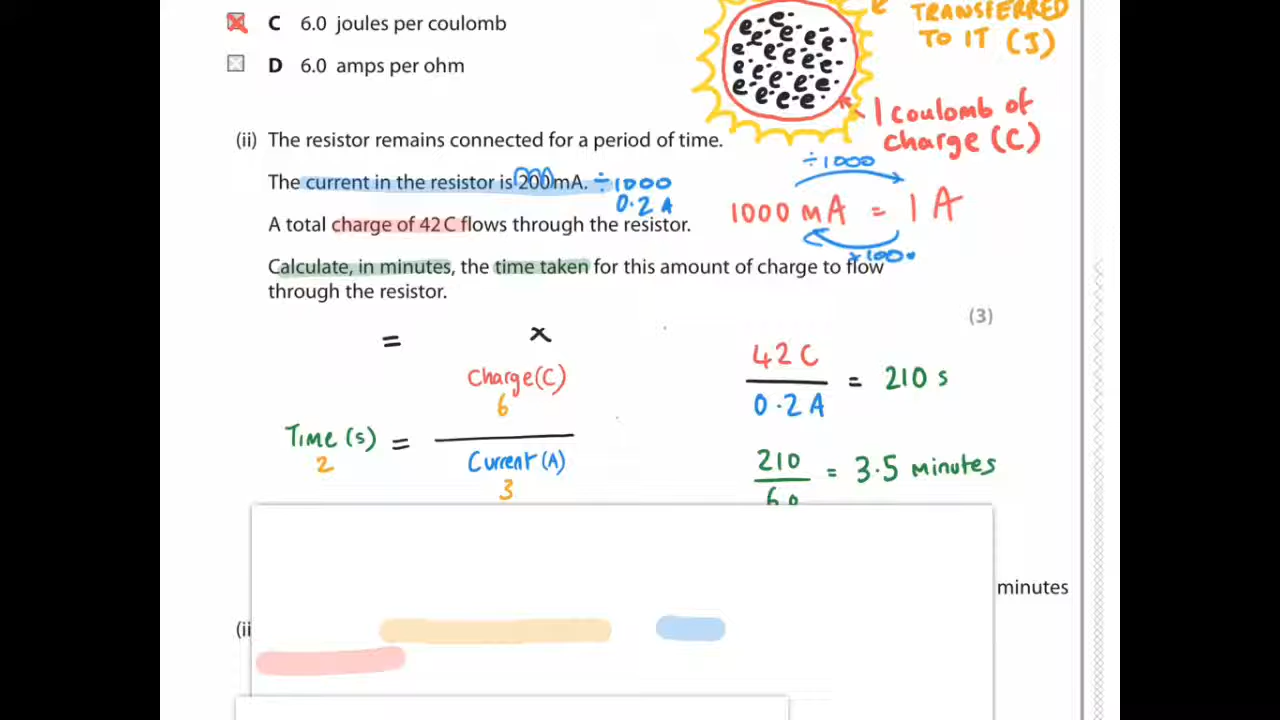 C 6.0 joules per coulomb
TRANSFERRED
TO IT (J)
D 6.0 amps per ohm
e- e- e- e- e- e- e- e- e- e- e- e- e- e- e- e- e- e- e-
1 coulomb of
charge (C)
(ii) The resistor remains connected for a period of time.
÷1000
The current in the resistor is 200 mA. ÷1000
0.2 A
1000 mA = 1 A
A total charge of 42 C flows through the resistor.
Calculate, in minutes, the time taken for this amount of charge to flow
through the resistor.
(3)
= x
Charge(C)
6
Time (s) =
2
Current (A)
3
42 C
0.2 A
= 210 s
210
60
= 3.5 minutes
minutes
(ii